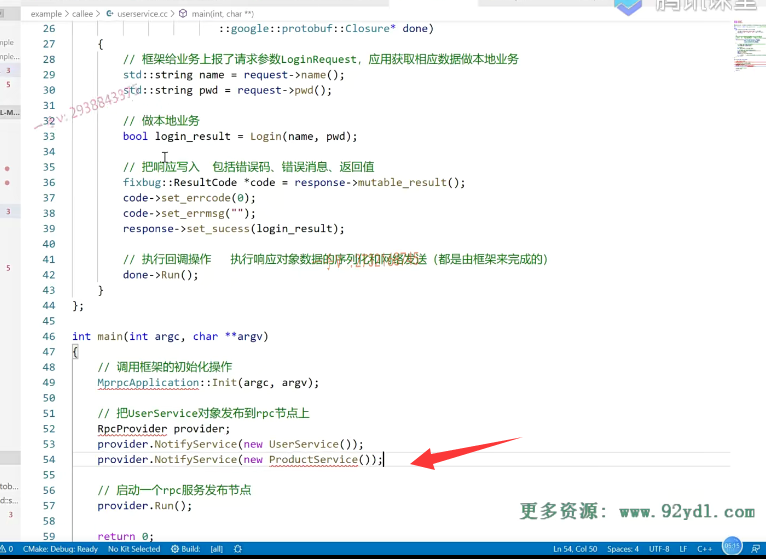 example > callee > userservice.cc > main(int, char **)
26 ::google::protobuf::Closure* done)
27 {
28 // 框架给业务上报了请求参数LoginRequest，应用获取相应数据做本地业务
29 std::string name = request->name();
30 std::string pwd = request->pwd();
31
32 // 做本地业务
33 bool login_result = Login(name, pwd);
34
35 // 把响应写入 包括错误码、错误消息、返回值
36 fixbug::ResultCode *code = response->mutable_result();
37 code->set_errcode(0);
38 code->set_errmsg("");
39 response->set_sucess(login_result);
40
41 // 执行回调操作 执行响应对象数据的序列化和网络发送（都是由框架来完成的）
42 done->Run();
43 }
44 };
45
46 int main(int argc, char **argv)
47 {
48 // 调用框架的初始化操作
49 MprpcApplication::Init(argc, argv);
50
51 // 把UserService对象发布到rpc节点上
52 RpcProvider provider;
53 provider.NotifyService(new UserService());
54 provider.NotifyService(new ProductService());
55
56 // 启动一个rpc服务发布节点
57 provider.Run();
58
59 return 0;
更多资源: www.92ydl.com
0 CMake: Debug: Ready No Kit Selected Build: [all] Ln 54, Col 50 Spaces: 4 UTF-8 LF C++ 05:15